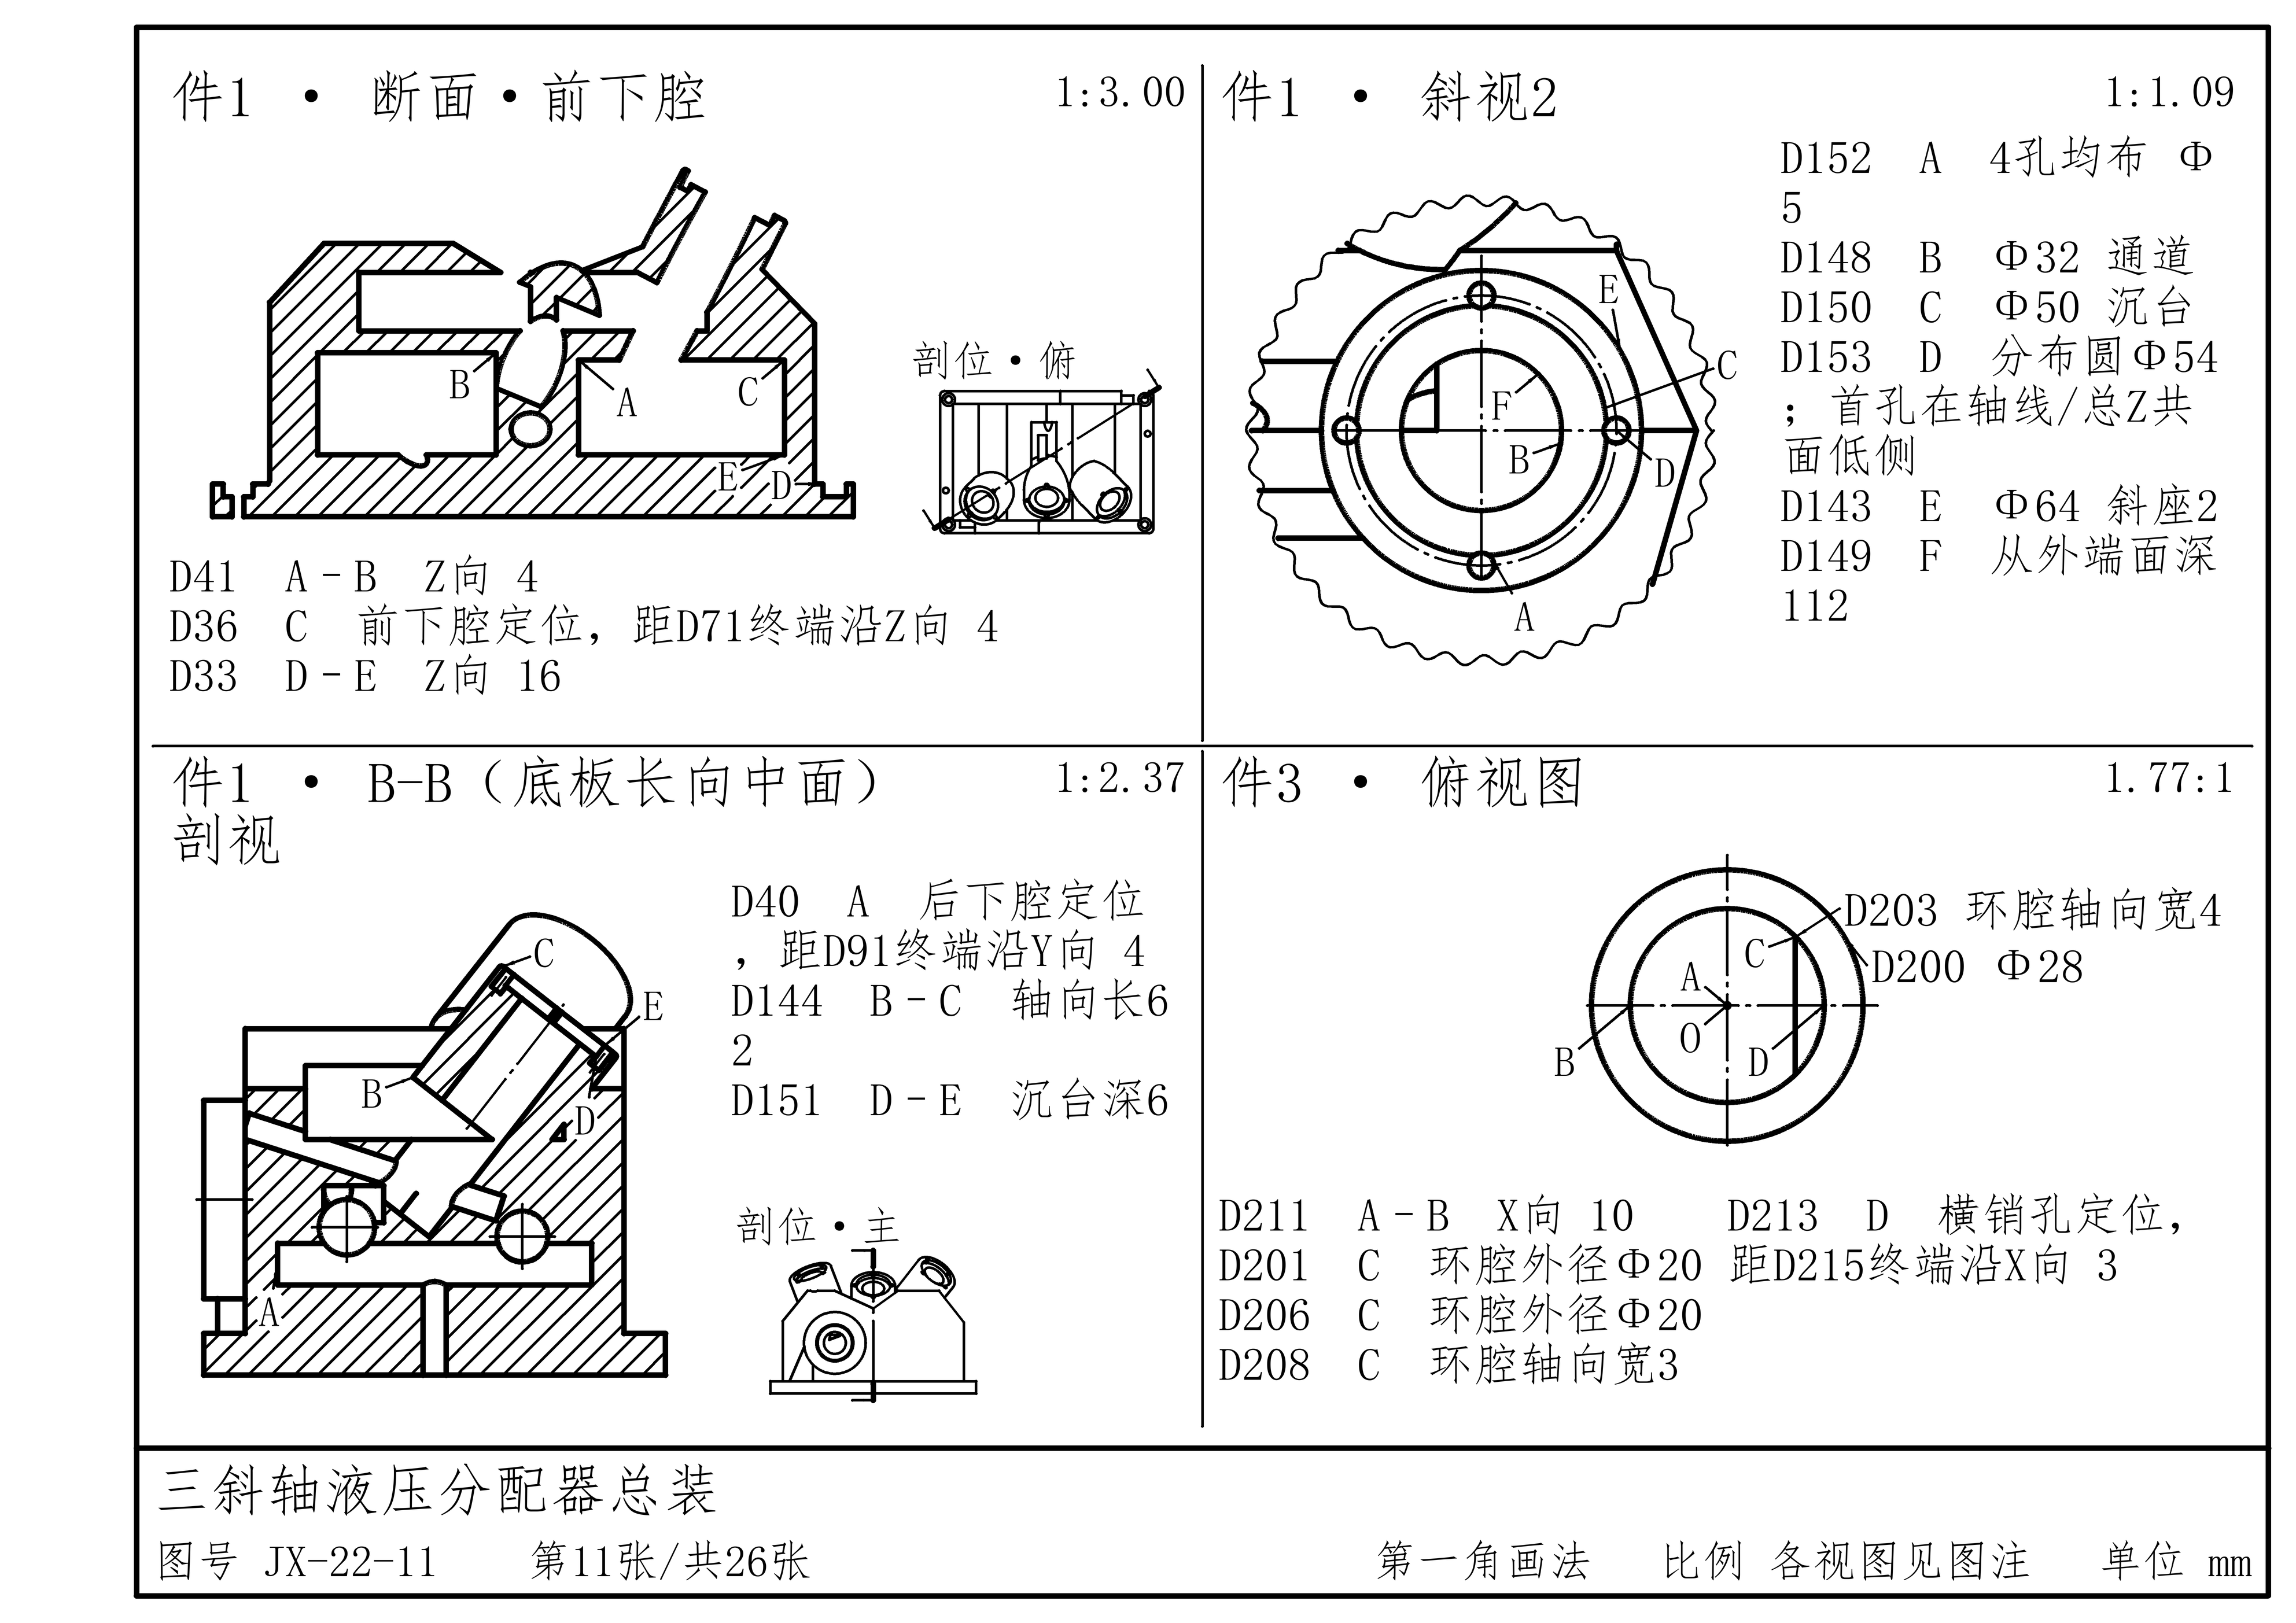 件1 · 断面·前下腔 1:3.00
B
A
C
E
D
剖位·俯
D41 A-B Z向 4
D36 C 前下腔定位，距D71终端沿Z向 4
D33 D-E Z向 16
件1 · 斜视2 1:1.09
E
C
F
B
D
A
D152 A 4孔均布 Φ
5
D148 B Φ32 通道
D150 C Φ50 沉台
D153 D 分布圆Φ54
；首孔在轴线/总Z共
面低侧
D143 E Φ64 斜座2
D149 F 从外端面深
112
件1 · B-B（底板长向中面） 1:2.37
剖视
C
E
B
D
A
D40 A 后下腔定位
，距D91终端沿Y向 4
D144 B-C 轴向长6
2
D151 D-E 沉台深6
剖位·主
件3 · 俯视图 1.77:1
D203 环腔轴向宽4
C
D200 Φ28
A
O
B
D
D211 A-B X向 10
D201 C 环腔外径Φ20
D206 C 环腔外径Φ20
D208 C 环腔轴向宽3
D213 D 横销孔定位，
距D215终端沿X向 3
三斜轴液压分配器总装
图号 JX-22-11 第11张/共26张 第一角画法 比例 各视图见图注 单位 mm